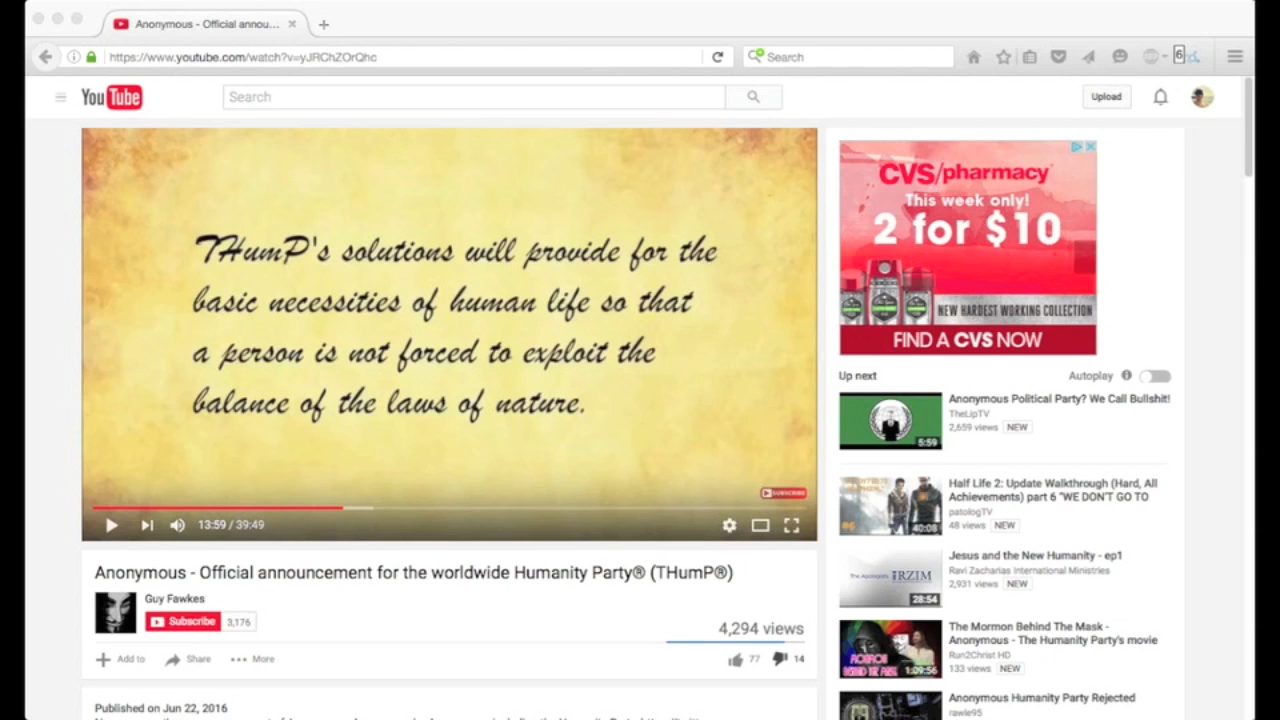 Anonymous - Official annou...
https://www.youtube.com/watch?v=yJRChZOrQhc
Search
6
YouTube
Search
Upload
THumP's solutions will provide for the
basic necessities of human life so that
a person is not forced to exploit the
balance of the laws of nature.
SUBSCRIBE
13:59 / 39:49
CVS/pharmacy
This week only!
2 for $10
NEW HARDEST WORKING COLLECTION
FIND A CVS NOW
Up next
Autoplay
Anonymous Political Party? We Call Bullshit!
TheLipTV
2,659 views NEW
5:59
Half Life 2: Update Walkthrough (Hard, All
Achievements) part 6 "WE DON'T GO TO
patologTV
48 views NEW
40:08
Jesus and the New Humanity - ep1
Ravi Zacharias International Ministries
2,931 views NEW
RZIM
28:54
The Mormon Behind The Mask -
Anonymous - The Humanity Party's movie
Run2Christ HD
133 views NEW
1:09:56
Anonymous Humanity Party Rejected
rawle95
Anonymous - Official announcement for the worldwide Humanity Party® (THumP®)
Guy Fawkes
Subscribe 3,176
4,294 views
Add to
Share
More
77
14
Published on Jun 22, 2016